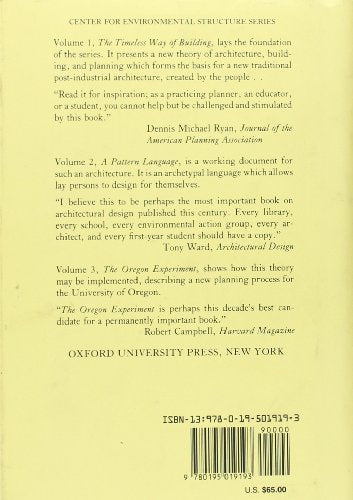 CENTER FOR ENVIRONMENTAL STRUCTURE SERIES
Volume 1, The Timeless Way of Building, lays the foundation
of the series. It presents a new theory of architecture, build-
ing, and planning which forms the basis for a new traditional
post-industrial architecture, created by the people . .
"Read it for inspiration; as a practicing planner, an educator,
or a student, you cannot help but be challenged and stimulated
by this book."
Dennis Michael Ryan, Journal of the
American Planning Association
Volume 2, A Pattern Language, is a working document for
such an architecture. It is an archetypal language which allows
lay persons to design for themselves.
"I believe this to be perhaps the most important book on
architectural design published this century. Every library,
every school, every environmental action group, every ar-
chitect, and every first-year student should have a copy."
Tony Ward, Architectural Design
Volume 3, The Oregon Experiment, shows how this theory
may be implemented, describing a new planning process for
the University of Oregon.
"The Oregon Experiment is perhaps this decade's best can-
didate for a permanently important book."
Robert Campbell, Harvard Magazine
OXFORD UNIVERSITY PRESS, NEW YORK
ISBN-13:978-0-19-501919-3
90000
9 780195 019193
U.S. $65.00